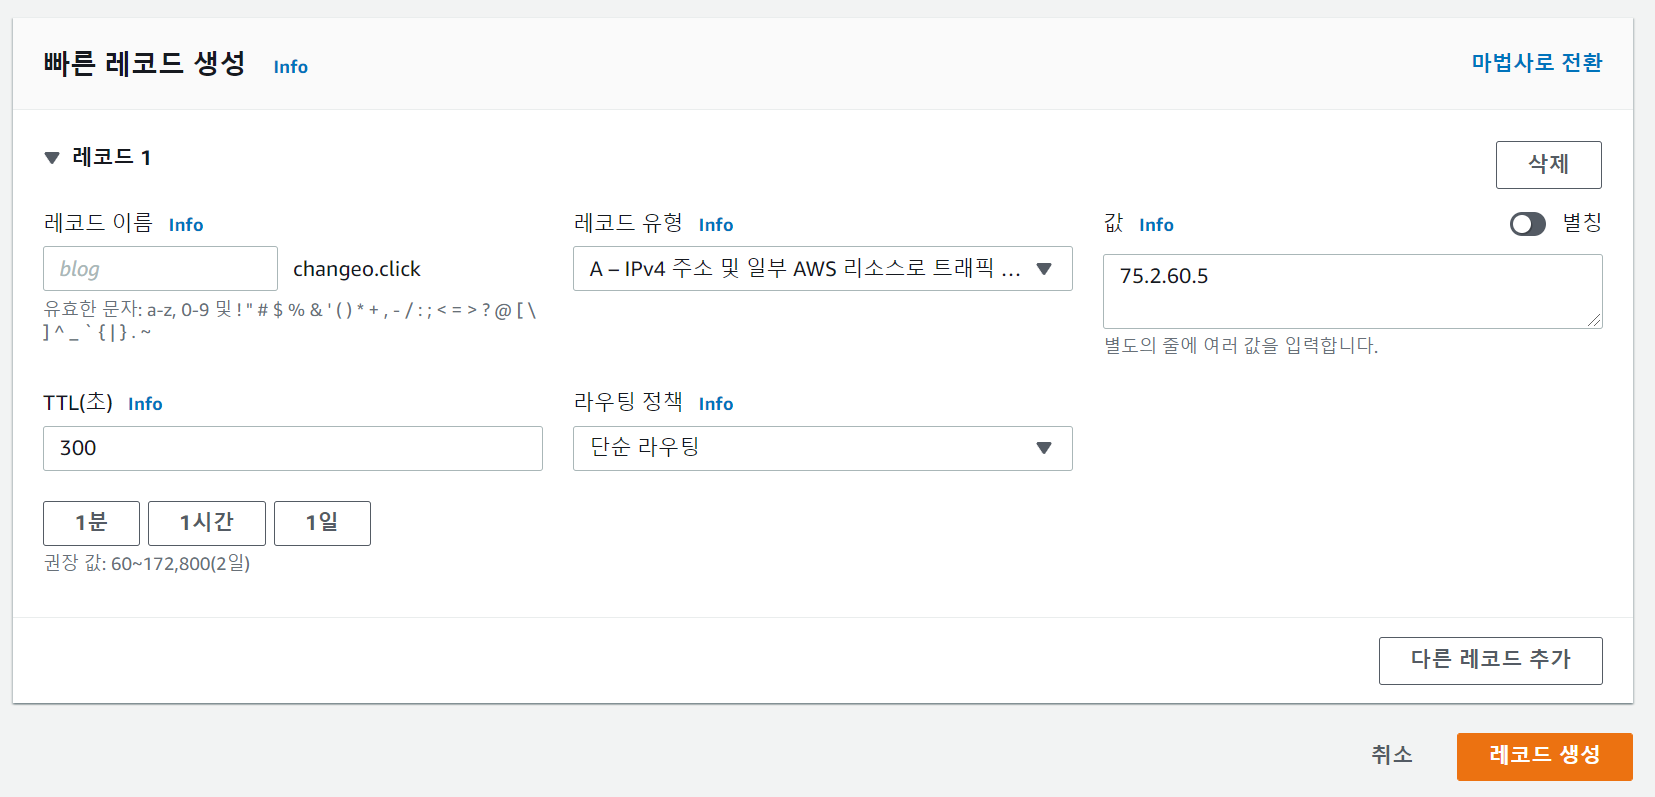 빠른 레코드 생성 Info
마법사로 전환
▼ 레코드 1
삭제
레코드 이름 Info
blog
changeo.click
유효한 문자: a-z, 0-9 및 ! " # $ % & ' ( ) * + , - / : ; < = > ? @ [ \
] ^ _ ` { | } . ~
레코드 유형 Info
A – IPv4 주소 및 일부 AWS 리소스로 트래픽 ...
값 Info
별칭
75.2.60.5
별도의 줄에 여러 값을 입력합니다.
TTL(초) Info
300
1분
1시간
1일
권장 값: 60~172,800(2일)
라우팅 정책 Info
단순 라우팅
다른 레코드 추가
취소
레코드 생성